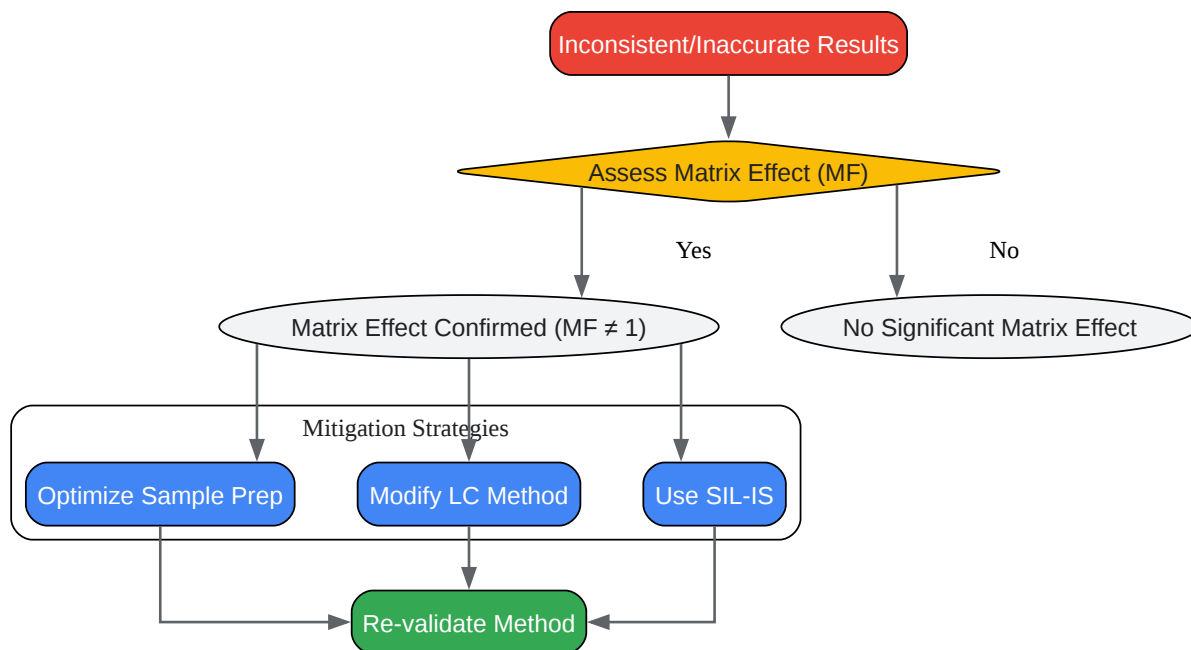 Inconsistent/Inaccurate Results
Assess Matrix Effect (MF)
Yes
No
Matrix Effect Confirmed (MF ≠ 1)
No Significant Matrix Effect
Mitigation Strategies
Optimize Sample Prep
Modify LC Method
Use SIL-IS
Re-validate Method